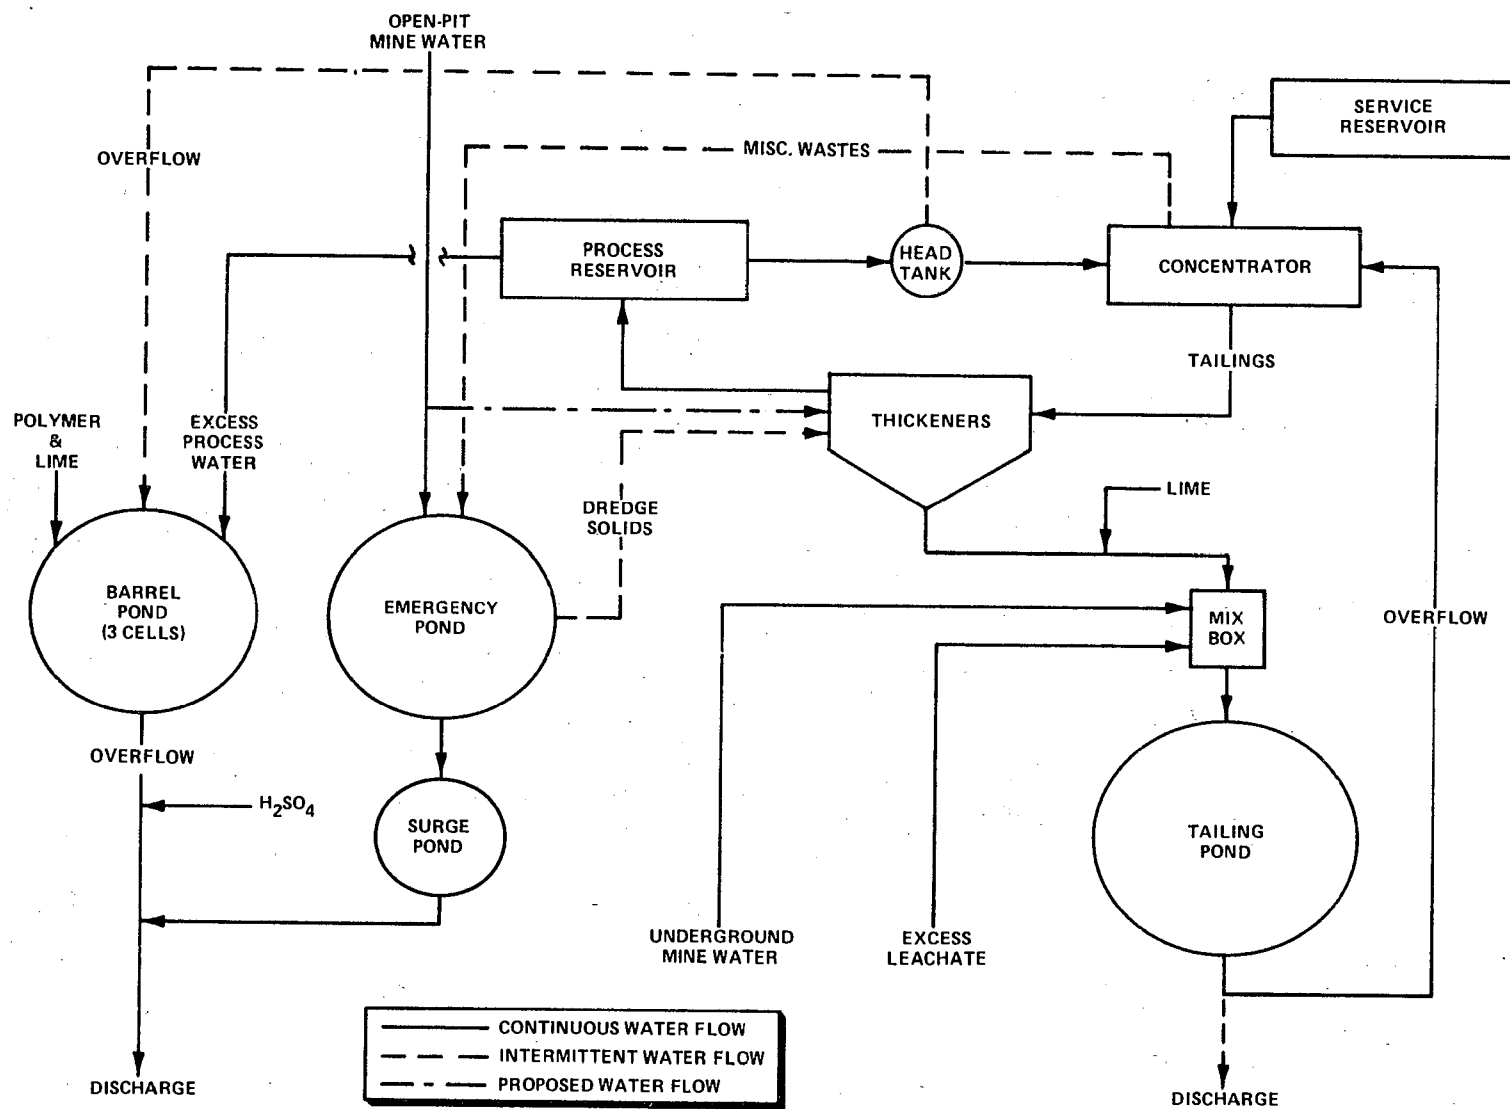 OPEN-PIT
MINE WATER
SERVICE
RESERVOIR
OVERFLOW
MISC. WASTES
PROCESS
RESERVOIR
HEAD
TANK
CONCENTRATOR
TAILINGS
POLYMER
&
LIME
EXCESS
PROCESS
WATER
THICKENERS
LIME
DREDGE
SOLIDS
BARREL
POND
(3 CELLS)
EMERGENCY
POND
MIX
BOX
OVERFLOW
OVERFLOW
H2SO4
SURGE
POND
TAILING
POND
UNDERGROUND
MINE WATER
EXCESS
LEACHATE
CONTINUOUS WATER FLOW
INTERMITTENT WATER FLOW
PROPOSED WATER FLOW
DISCHARGE
DISCHARGE